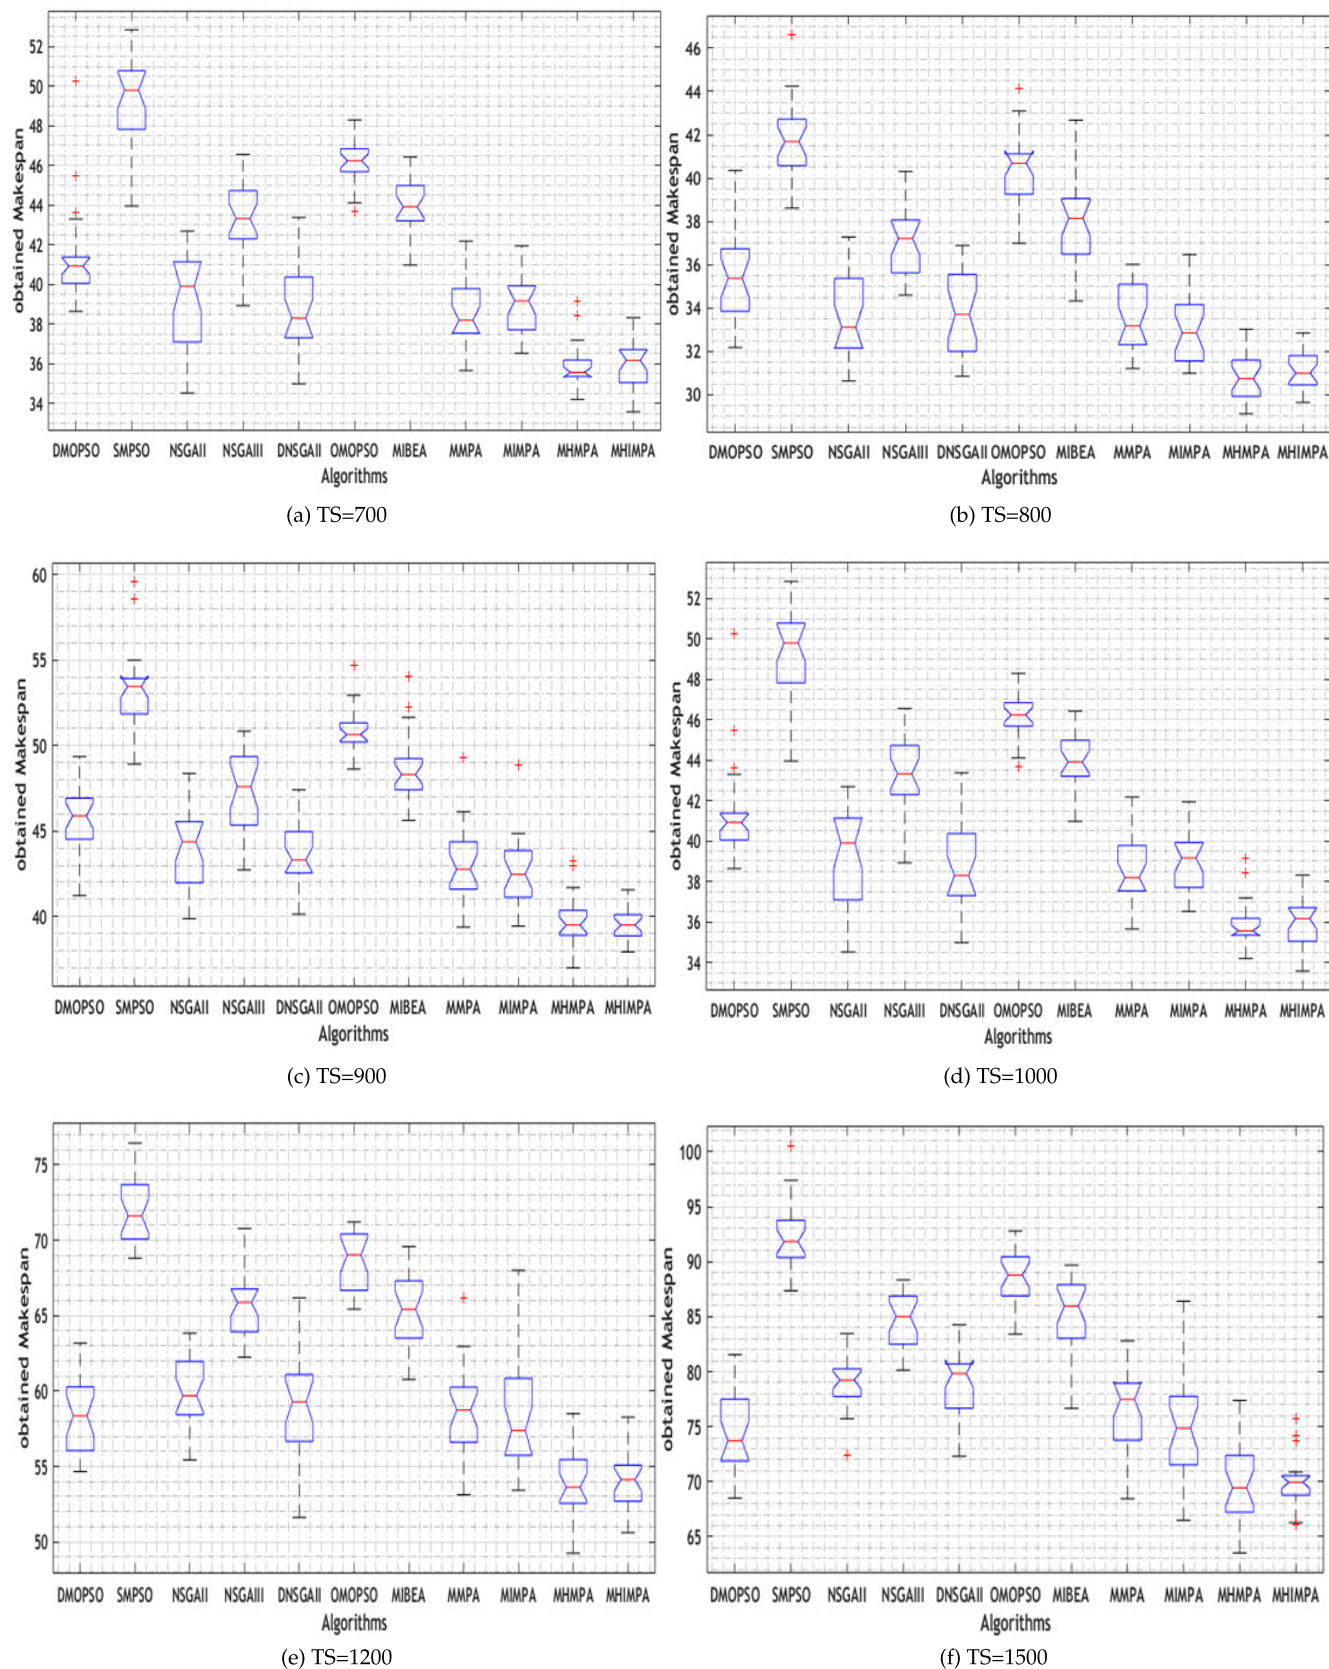 52
50
48
46
44
42
40
38
36
34
obtained Makespan
DMOPSO SMPSO NSGAII NSGAIII DNSGAII OMOPSO MIBEA MMPA MIMPA MHMPA MHIMPA
Algorithms
(a) TS=700
46
44
42
40
38
36
34
32
30
obtained Makespan
DMOPSO SMPSO NSGAII NSGAIII DNSGAII OMOPSO MIBEA MMPA MIMPA MHMPA MHIMPA
Algorithms
(b) TS=800
60
55
50
45
40
obtained Makespan
DMOPSO SMPSO NSGAII NSGAIII DNSGAII OMOPSO MIBEA MMPA MIMPA MHMPA MHIMPA
Algorithms
(c) TS=900
52
50
48
46
44
42
40
38
36
34
obtained Makespan
DMOPSO SMPSO NSGAII NSGAIII DNSGAII OMOPSO MIBEA MMPA MIMPA MHMPA MHIMPA
Algorithms
(d) TS=1000
75
70
65
60
55
50
obtained Makespan
DMOPSO SMPSO NSGAII NSGAIII DNSGAII OMOPSO MIBEA MMPA MIMPA MHMPA MHIMPA
Algorithms
(e) TS=1200
100
95
90
85
80
75
70
65
obtained Makespan
DMOPSO SMPSO NSGAII NSGAIII DNSGAII OMOPSO MIBEA MMPA MIMPA MHMPA MHIMPA
Algorithms
(f) TS=1500